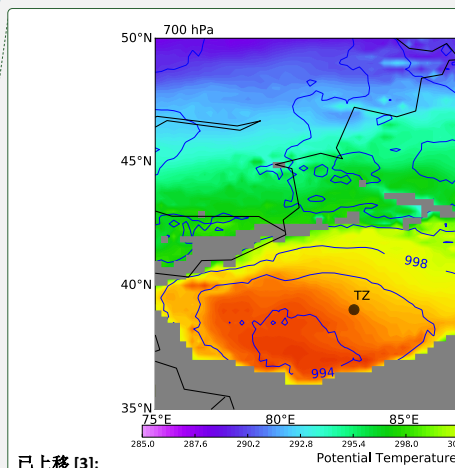 700 hPa
50°N
45°N
998
40°N
TZ
994
35°N
75°E 80°E 85°E
285.0 287.6 290.2 292.8 295.4 298.0
Potential Temperature
已上移 [3]: